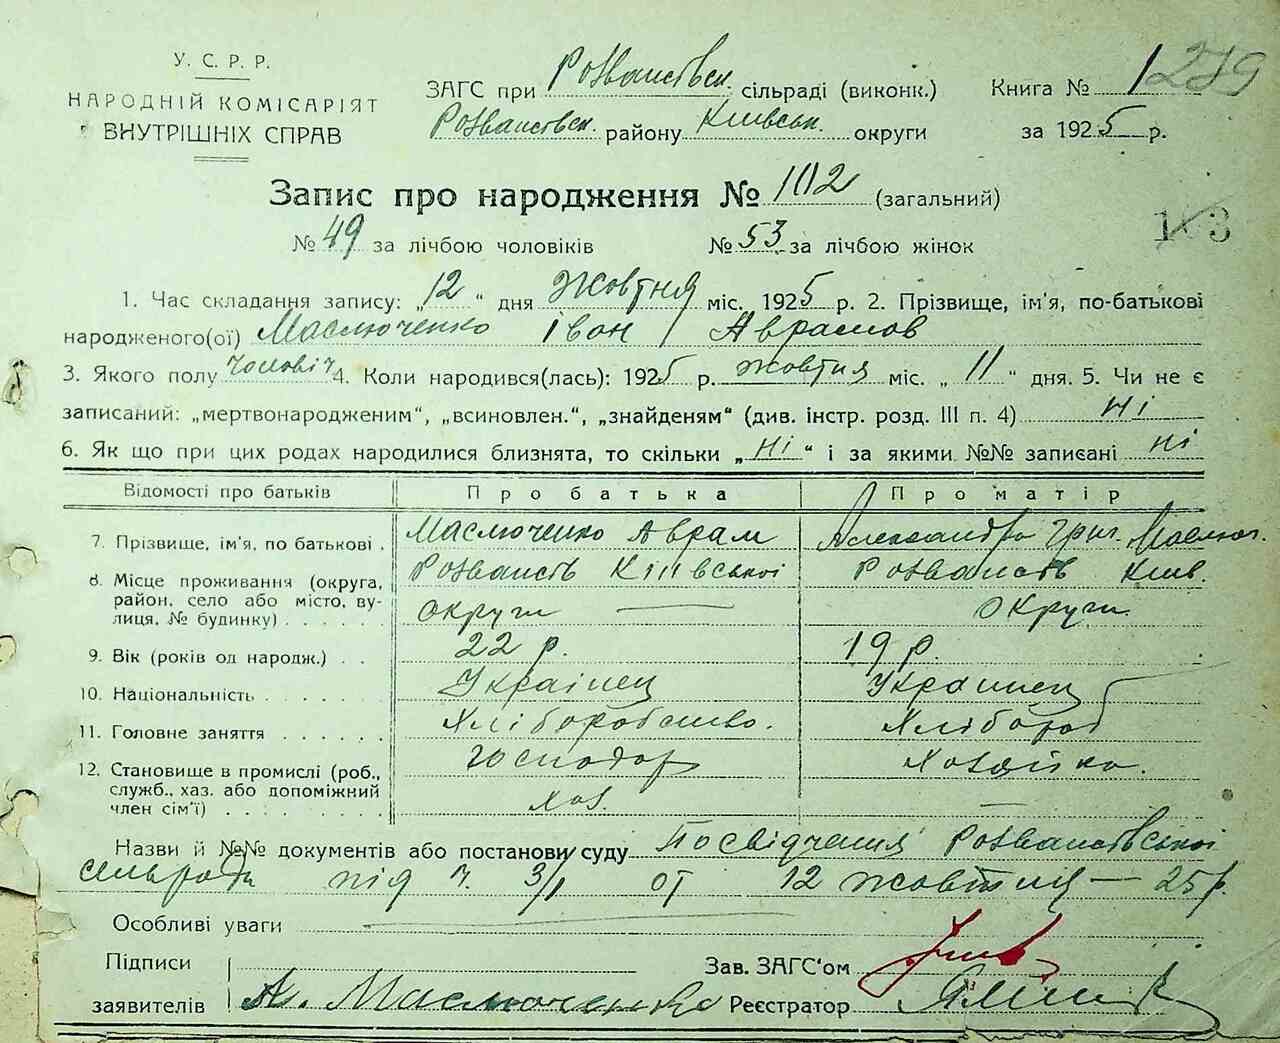 У. С. Р. Р.
НАРОДНІЙ КОМІСАРІЯТ
ВНУТРІШНІХ СПРАВ
ЗАГС при Розважівськ. сільраді (виконк.)
Розважівськ. району Київськ. округи
Книга № 1 279
за 1925 р.
Запис про народження № 102 (загальний)
№ 49 за лічбою чоловіків № 53 за лічбою жінок
103
1. Час складання запису: „12“ дня жовтня міс. 1925 р. 2. Прізвище, ім'я, по-батькові
народженого(ої) Маслюченко Іван Аврамов
3. Якого полу чоловіч 4. Коли народився(лась): 1925 р. жовтня міс. „11“ дня. 5. Чи не є
записаний: „мертвонародженим“, „всиновлен.“, „знайденям“ (див. інстр. розд. III п. 4) ні
6. Як що при цих родах народилися близнята, то скільки „ні“ і за якими №№ записані ні
Відомості про батьків Про батька Про матір
7. Прізвище, ім'я, по батькові . Маслюченко Аврам Александра Григ. Маслюч.
8. Місце проживання (округа, Розважів Київської Розважів Київ.
район, село або місто, ву- округи округи
лиця, № будинку) . . . . . .
9. Вік (років од народж.) . . 22 р. 19 р.
10. Національність . . . . . Українец Украинец
11. Головне заняття . . . . . . Хліборобство. Хлібороб
12. Становище в промислі (роб., господар Хозяйка.
служб., хаз. або допоміжний хоз.
член сім'ї) . . . . . . . . .
Назви й №№ документів або постанови суду Посвідчення Розважівської
сільради під ч. 3/1 от 12 жовтня — 25 р.
Особливі уваги
Підписи
заявителів А. Маслюченко
Зав. ЗАГС'ом
Реєстратор